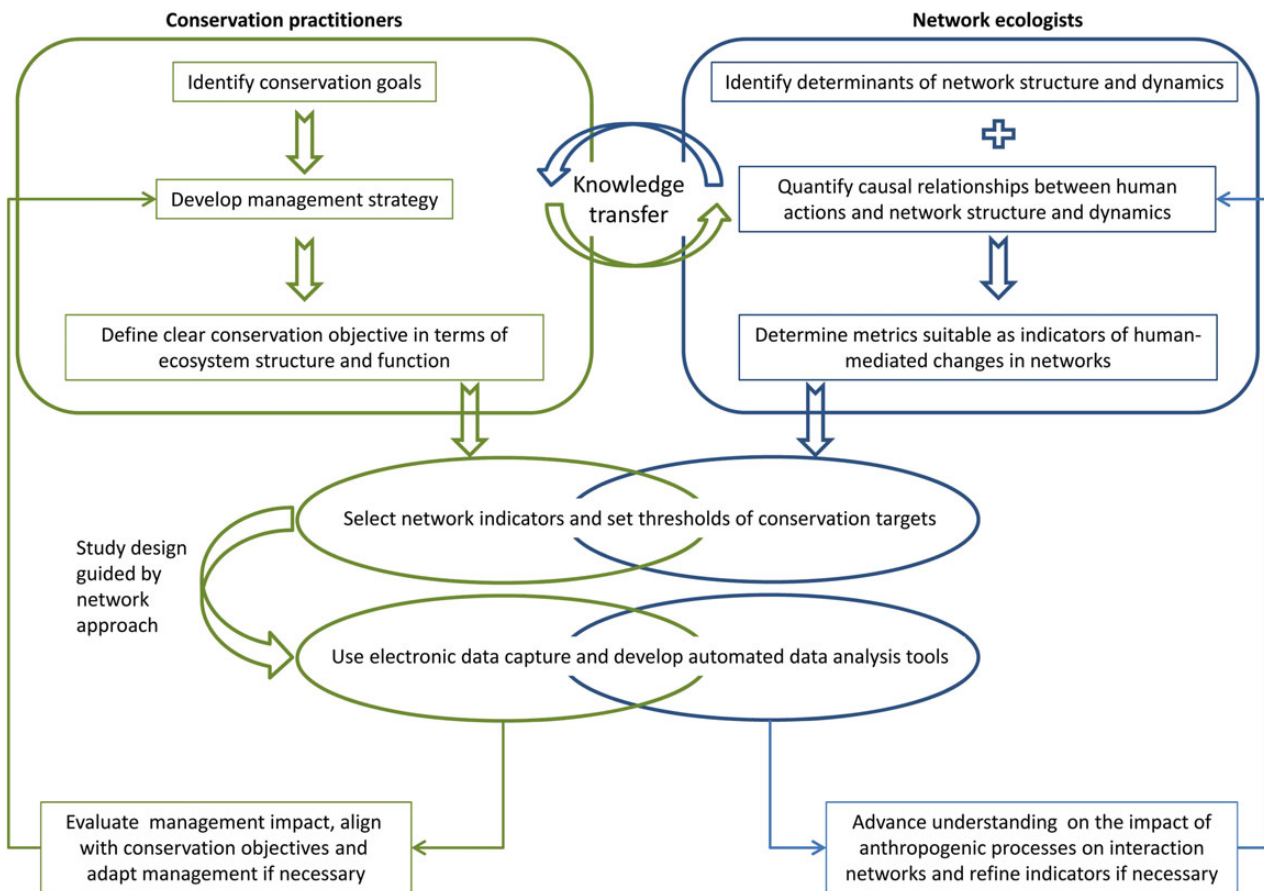 Conservation practitioners
Network ecologists
Identify conservation goals
Identify determinants of network structure and dynamics
Knowledge
transfer
Develop management strategy
Quantify causal relationships between human
actions and network structure and dynamics
Define clear conservation objective in terms of
ecosystem structure and function
Determine metrics suitable as indicators of human-
mediated changes in networks
Select network indicators and set thresholds of conservation targets
Study design
guided by
network
approach
Use electronic data capture and develop automated data analysis tools
Evaluate management impact, align
with conservation objectives and
adapt management if necessary
Advance understanding on the impact of
anthropogenic processes on interaction
networks and refine indicators if necessary